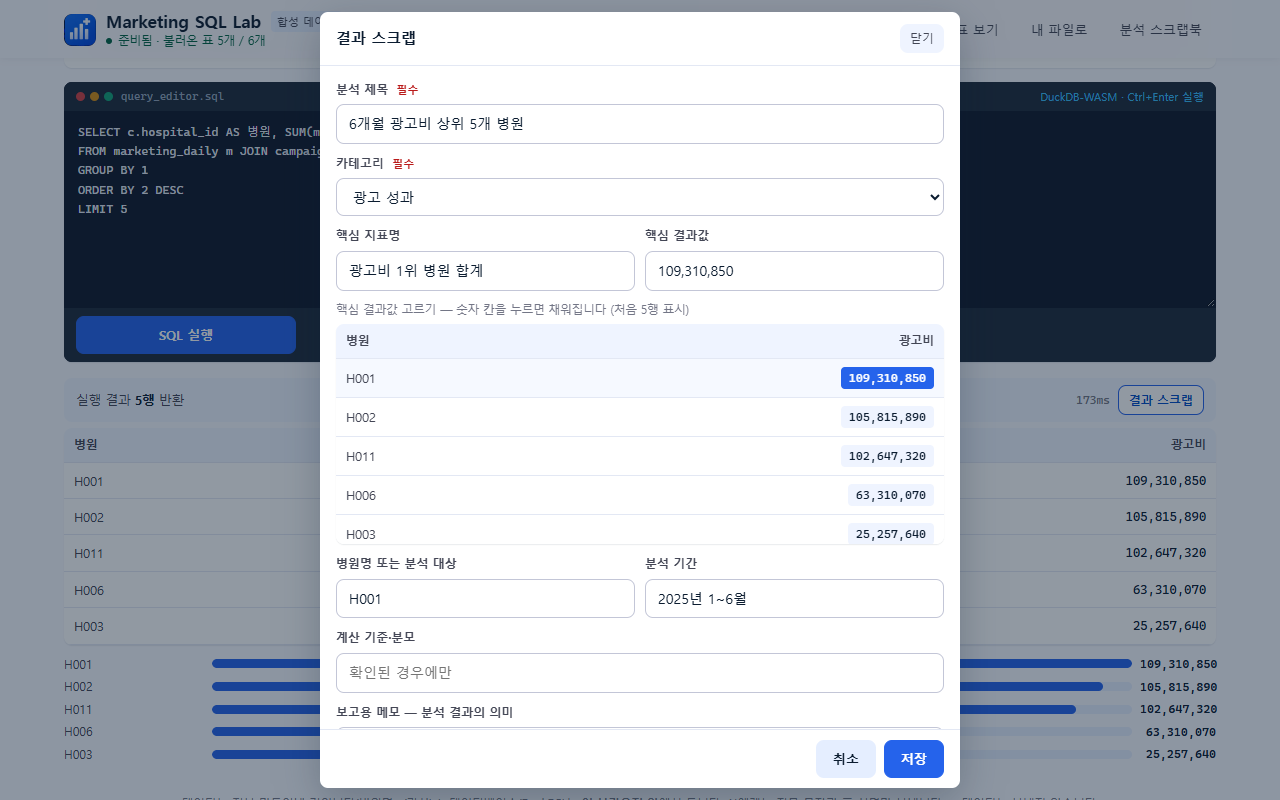 Marketing SQL Lab
합성 데이
준비됨 · 불러온 표 5개 / 6개
표 보기
내 파일로
분석 스크랩북
query_editor.sql
DuckDB-WASM · Ctrl+Enter 실행
SELECT c.hospital_id AS 병원, SUM(m
FROM marketing_daily m JOIN campaig
GROUP BY 1
ORDER BY 2 DESC
LIMIT 5
SQL 실행
실행 결과 5행 반환
173ms
결과 스크랩
병원
광고비
H001
109,310,850
H002
105,815,890
H011
102,647,320
H006
63,310,070
H003
25,257,640
H001
109,310,850
H002
105,815,890
H011
102,647,320
H006
63,310,070
H003
25,257,640
결과 스크랩
닫기
분석 제목 필수
6개월 광고비 상위 5개 병원
카테고리 필수
광고 성과
핵심 지표명
핵심 결과값
광고비 1위 병원 합계
109,310,850
핵심 결과값 고르기 — 숫자 칸을 누르면 채워집니다 (처음 5행 표시)
병원
광고비
H001
109,310,850
H002
105,815,890
H011
102,647,320
H006
63,310,070
H003
25,257,640
병원명 또는 분석 대상
분석 기간
H001
2025년 1~6월
계산 기준·분모
확인된 경우에만
보고용 메모 — 분석 결과의 의미
취소
저장